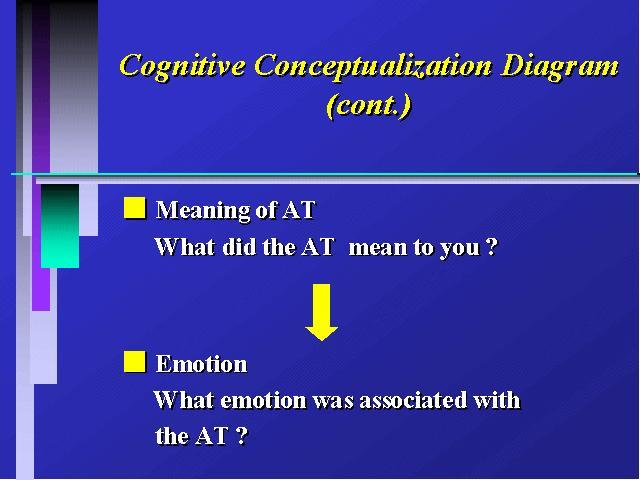 Cognitive Conceptualization Diagram
(cont.)
Meaning of AT
What did the AT mean to you ?
Emotion
What emotion was associated with
the AT ?